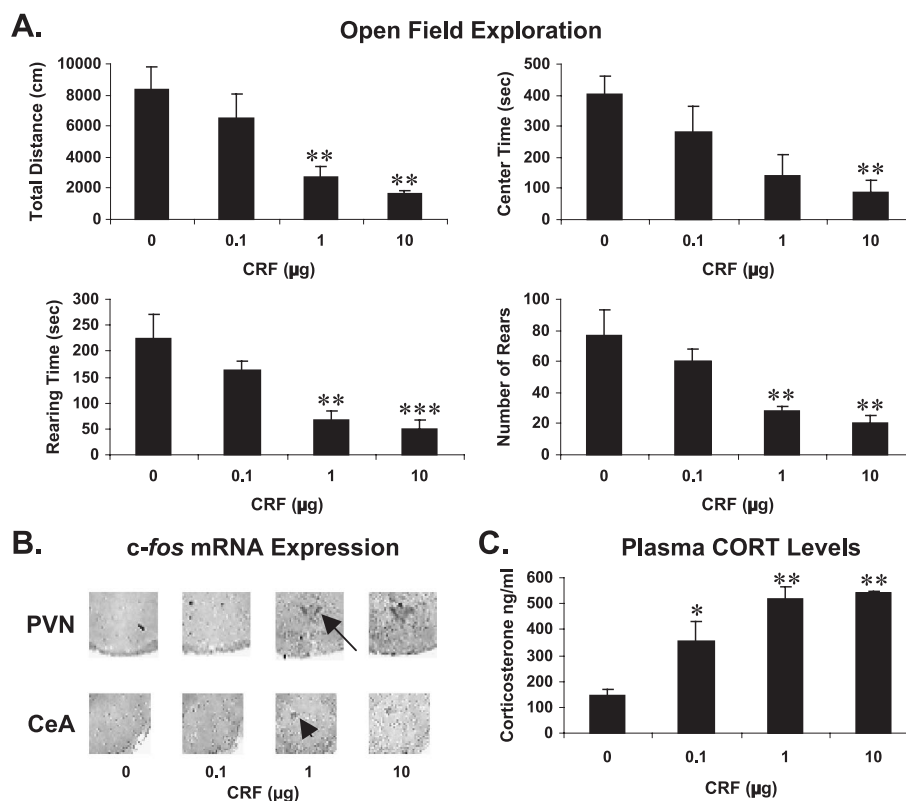 A.
Open Field Exploration
Total Distance (cm)
10000
8000
6000
4000
2000
0
**
**
0 0.1 1 10
CRF (µg)
Center Time (sec)
500
400
300
200
100
0
**
0 0.1 1 10
CRF (µg)
Rearing Time (sec)
300
250
200
150
100
50
0
**
***
0 0.1 1 10
CRF (µg)
Number of Rears
100
80
60
40
20
0
**
**
0 0.1 1 10
CRF (µg)
B.
c-fos mRNA Expression
PVN
CeA
0 0.1 1 10
CRF (µg)
C.
Plasma CORT Levels
Corticosterone ng/ml
600
500
400
300
200
100
0
*
**
**
0 0.1 1 10
CRF (µg)